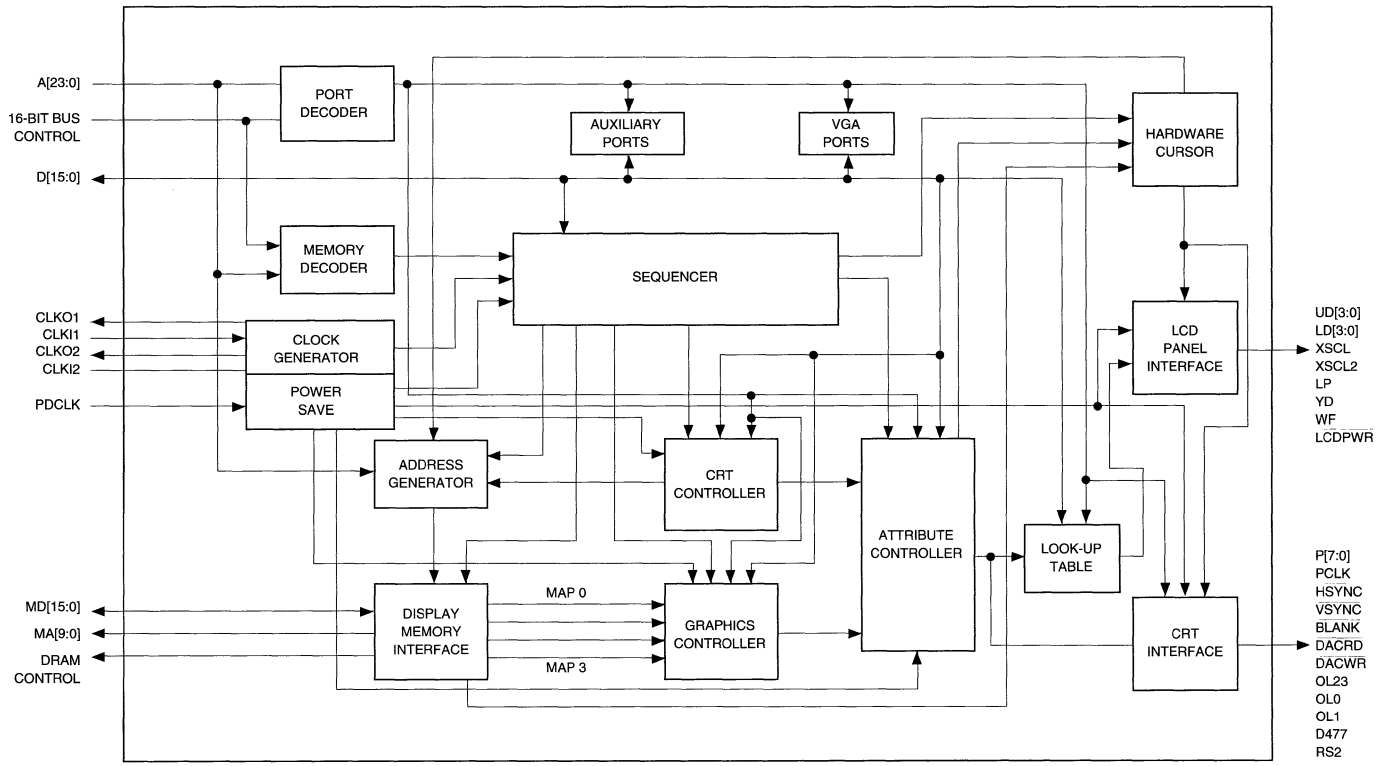 A[23:0]
16-BIT BUS
CONTROL
D[15:0]
PORT
DECODER
AUXILIARY
PORTS
VGA
PORTS
HARDWARE
CURSOR
MEMORY
DECODER
SEQUENCER
CLKO1
CLKI1
CLKO2
CLKI2
PDCLK
CLOCK
GENERATOR
POWER
SAVE
LCD
PANEL
INTERFACE
UD[3:0]
LD[3:0]
XSCL
XSCL2
LP
YD
WF
LCDPWR
ADDRESS
GENERATOR
CRT
CONTROLLER
ATTRIBUTE
CONTROLLER
LOOK-UP
TABLE
MD[15:0]
MA[9:0]
DRAM
CONTROL
DISPLAY
MEMORY
INTERFACE
MAP 0
MAP 3
GRAPHICS
CONTROLLER
CRT
INTERFACE
P[7:0]
PCLK
HSYNC
VSYNC
BLANK
DACRD
DACWR
OL23
OL0
OL1
D477
RS2